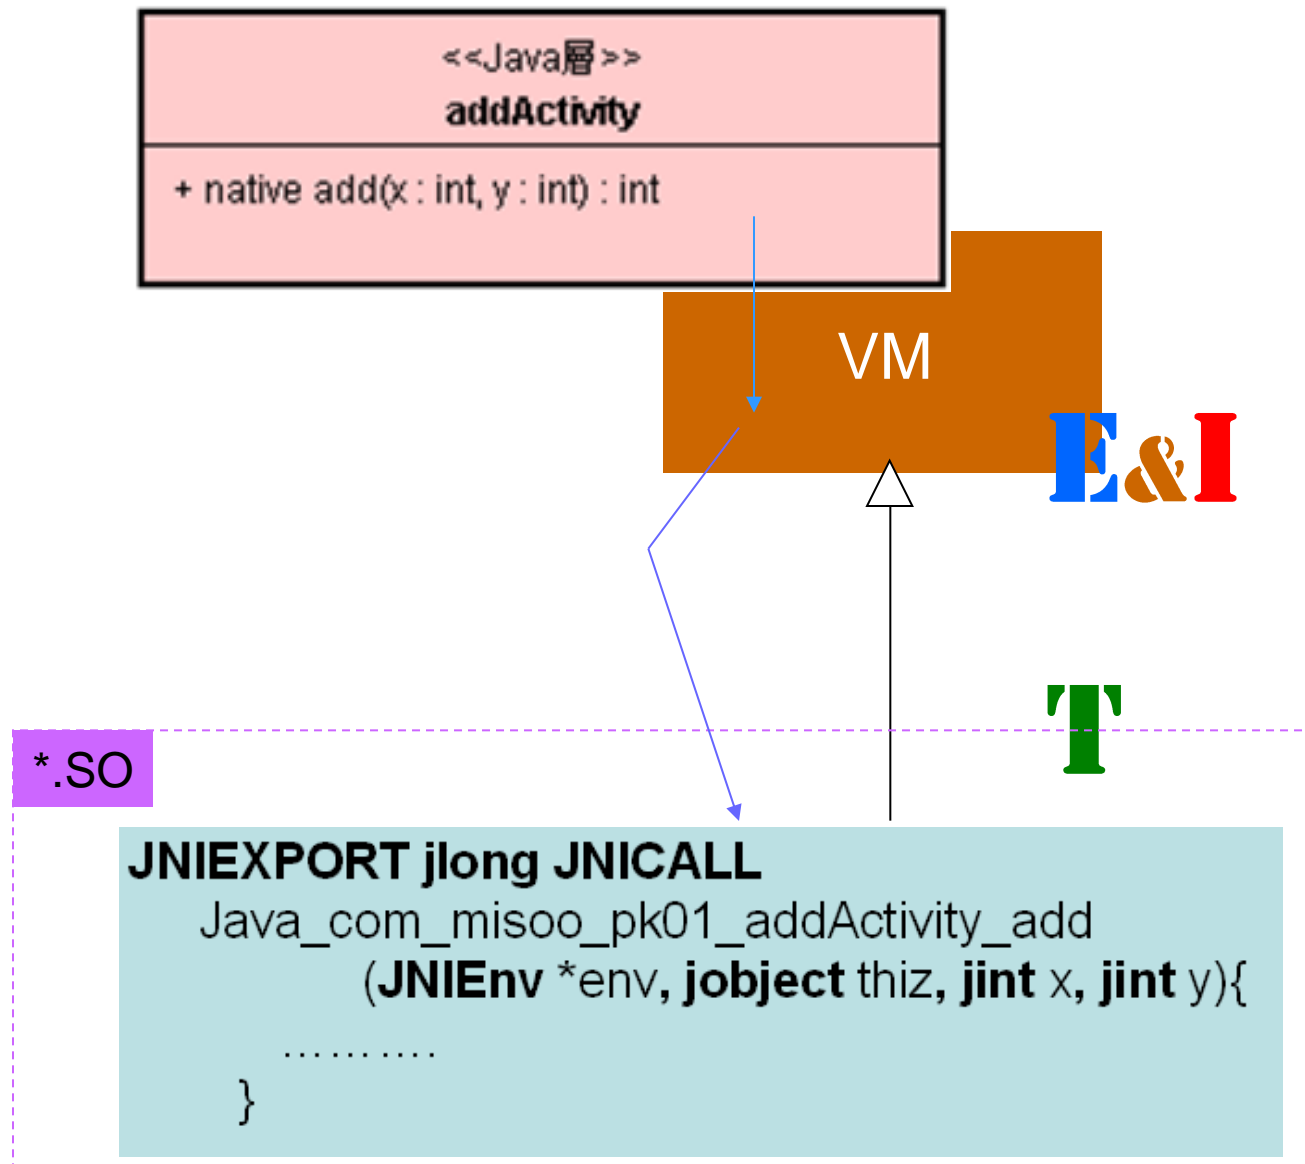 <<Java層>>
addActivity
+ native add(x : int, y : int) : int
VM
E&I
T
*.SO
JNIEXPORT jlong JNICALL
Java_com_misoo_pk01_addActivity_add
(JNIEnv *env, jobject thiz, jint x, jint y){
..........
}